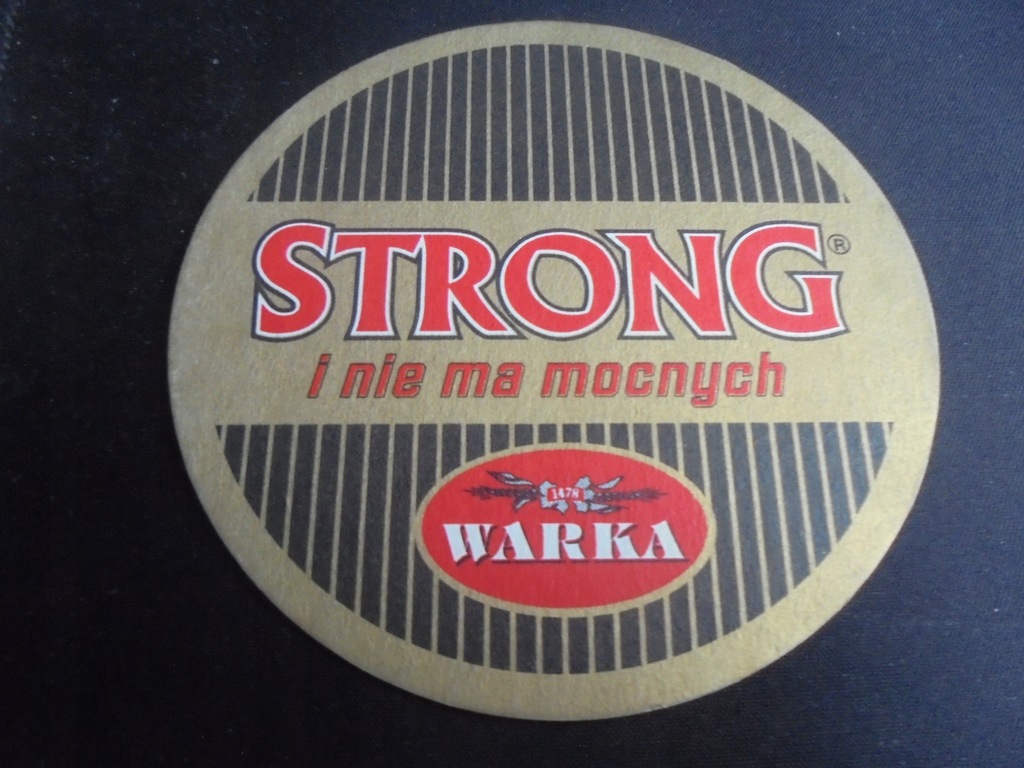 STRONG®
i nie ma mocnych
1478
WARKA